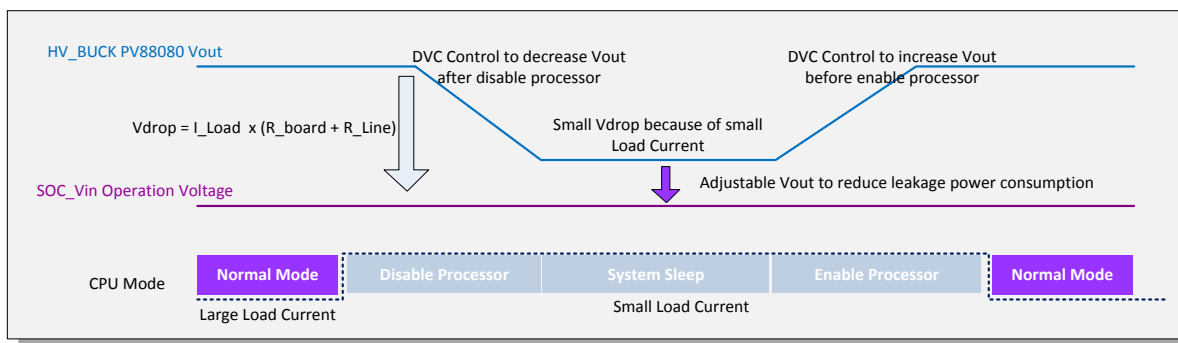 HV_BUCK PV88080 Vout
DVC Control to decrease Vout
after disable processor
DVC Control to increase Vout
before enable processor
Vdrop = I_Load x (R_board + R_Line)
Small Vdrop because of small
Load Current
SOC_Vin Operation Voltage
Adjustable Vout to reduce leakage power consumption
CPU Mode
Normal Mode
Disable Processor
System Sleep
Enable Processor
Normal Mode
Large Load Current
Small Load Current